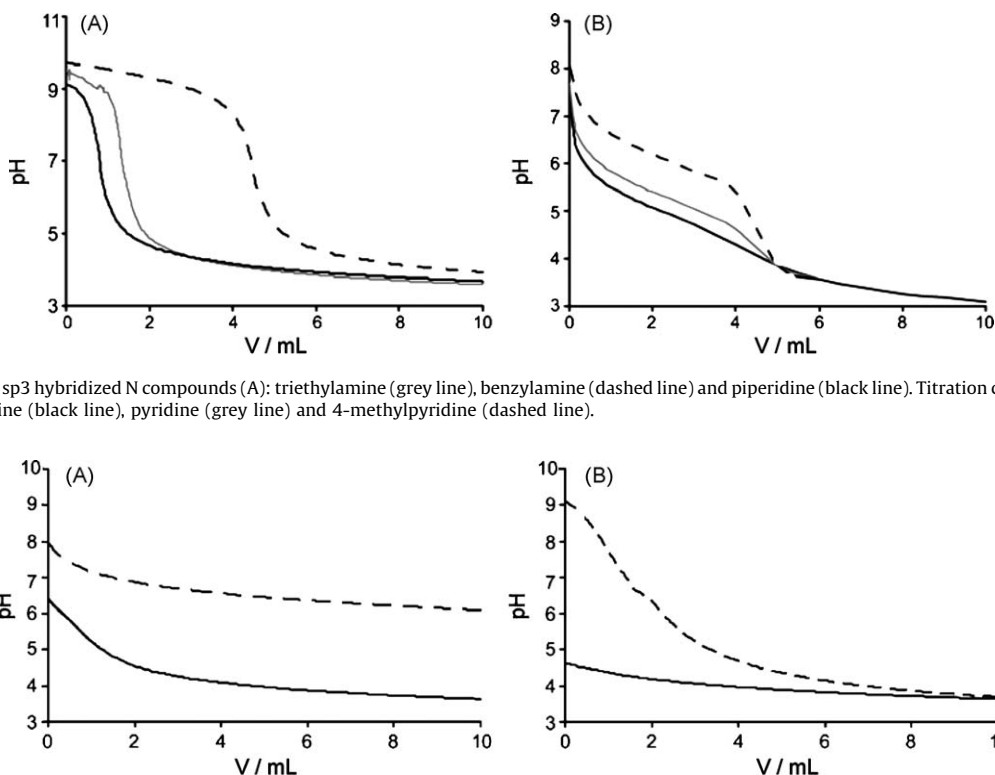 (A)
11
9
7
5
3
pH
0 2 4 6 8 10
V / mL
(B)
9
8
7
6
5
4
3
pH
0 2 4 6 8 10
V / mL
sp3 hybridized N compounds (A): triethylamine (grey line), benzylamine (dashed line) and piperidine (black line). Titration
(black line), pyridine (grey line) and 4-methylpyridine (dashed line).
(A)
10
9
8
7
6
5
4
3
pH
0 2 4 6 8 10
V / mL
(B)
10
9
8
7
6
5
4
3
pH
0 2 4 6 8
V / mL